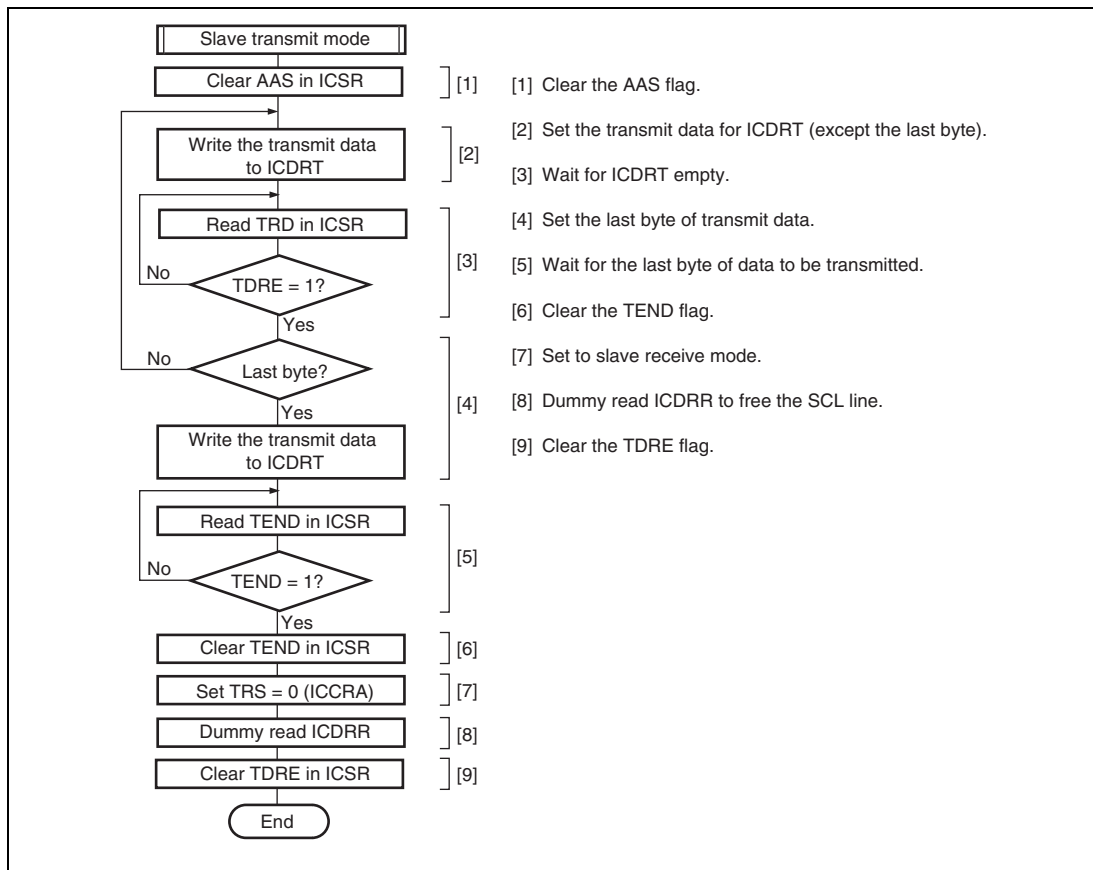 Slave transmit mode
Clear AAS in ICSR
[1]
Write the transmit data
to ICDRT
[2]
Read TRD in ICSR
No
TDRE = 1?
[3]
Yes
No
Last byte?
[4]
Yes
Write the transmit data
to ICDRT
Read TEND in ICSR
No
TEND = 1?
[5]
Yes
Clear TEND in ICSR
[6]
Set TRS = 0 (ICCRA)
[7]
Dummy read ICDRR
[8]
Clear TDRE in ICSR
[9]
End
[1] Clear the AAS flag.
[2] Set the transmit data for ICDRT (except the last byte).
[3] Wait for ICDRT empty.
[4] Set the last byte of transmit data.
[5] Wait for the last byte of data to be transmitted.
[6] Clear the TEND flag.
[7] Set to slave receive mode.
[8] Dummy read ICDRR to free the SCL line.
[9] Clear the TDRE flag.